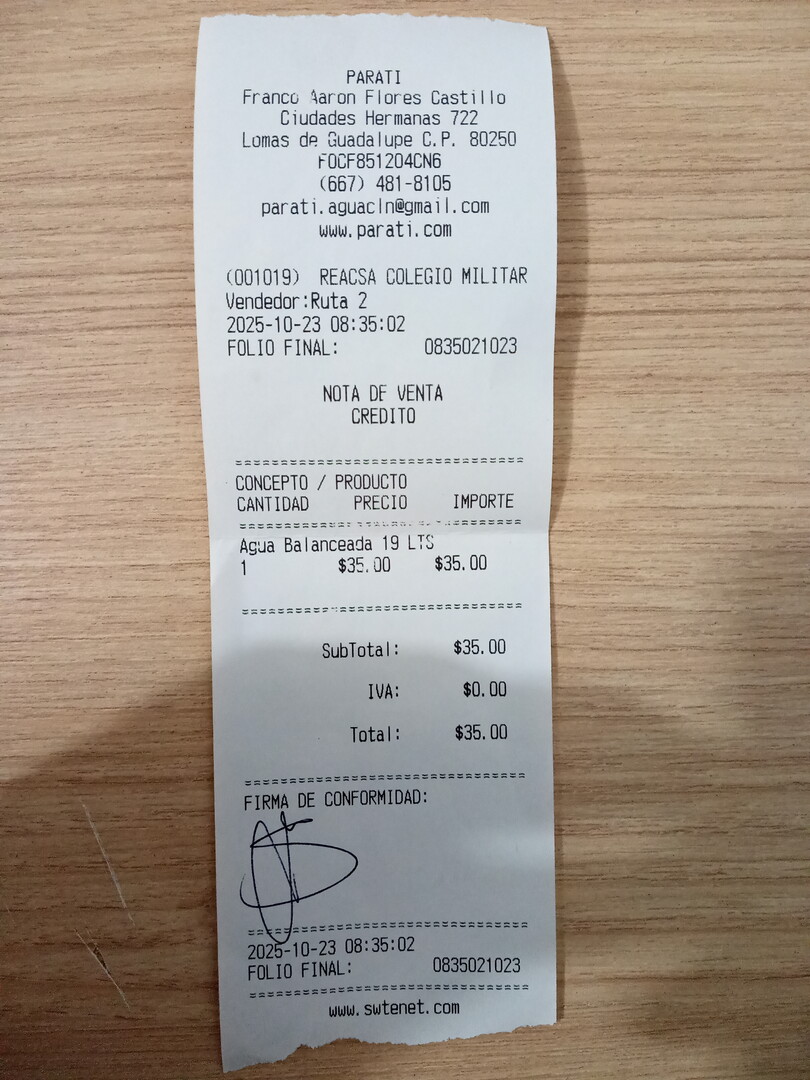 PARATI
Franco Aaron Flores Castillo
Ciudades Hermanas 722
Lomas de Guadalupe C.P. 80250
FOCF851204CN6
(667) 481-8105
parati.aguacln@gmail.com
www.parati.com
(001019) REACSA COLEGIO MILITAR
Vendedor:Ruta 2
2025-10-23 08:35:02
FOLIO FINAL: 0835021023
NOTA DE VENTA
CREDITO
==============================
CONCEPTO / PRODUCTO
CANTIDAD PRECIO IMPORTE
==============================
Agua Balanceada 19 LTS
1 $35.00 $35.00
==============================
SubTotal: $35.00
IVA: $0.00
Total: $35.00
==============================
FIRMA DE CONFORMIDAD:
==============================
2025-10-23 08:35:02
FOLIO FINAL: 0835021023
==============================
www.swtenet.com